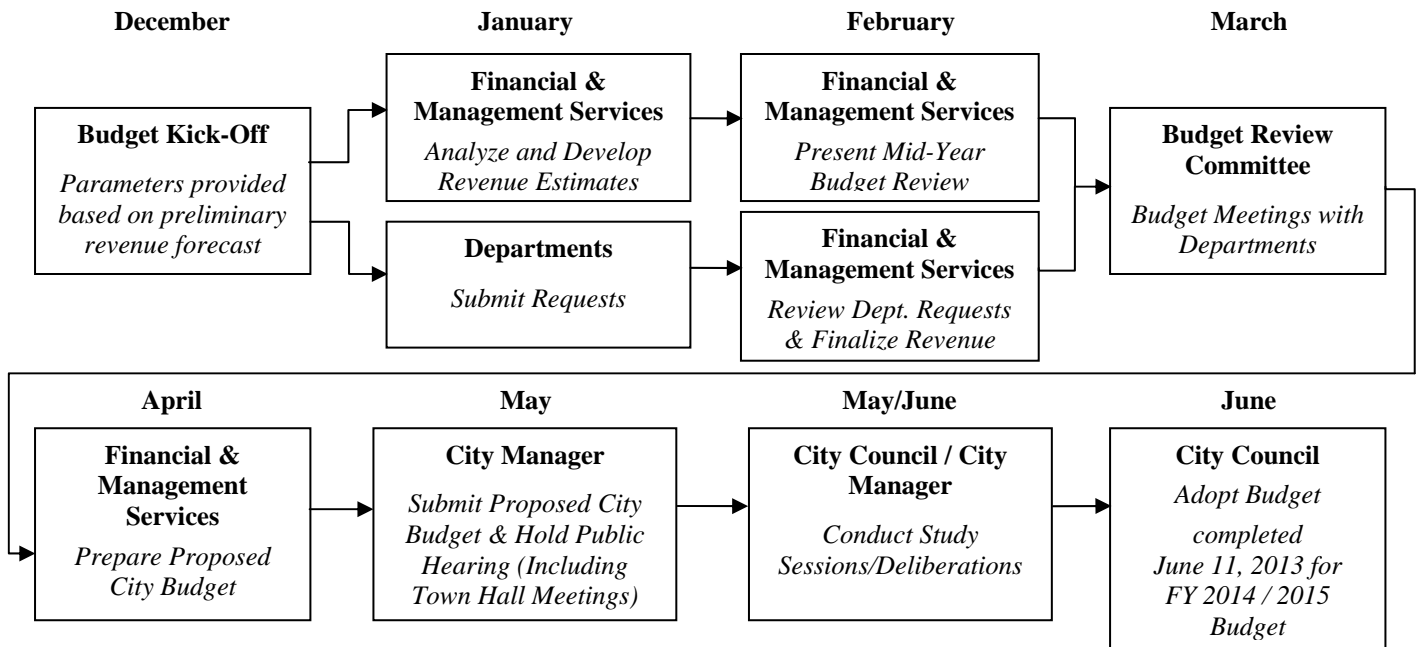 December
January
February
March
Budget Kick-Off
Parameters provided
based on preliminary
revenue forecast
Financial &
Management Services
Analyze and Develop
Revenue Estimates
Departments
Submit Requests
Financial &
Management Services
Present Mid-Year
Budget Review
Financial &
Management Services
Review Dept. Requests
& Finalize Revenue
Budget Review
Committee
Budget Meetings with
Departments
April
May
May/June
June
Financial &
Management
Services
Prepare Proposed
City Budget
City Manager
Submit Proposed City
Budget & Hold Public
Hearing (Including
Town Hall Meetings)
City Council / City
Manager
Conduct Study
Sessions/Deliberations
City Council
Adopt Budget
completed
June 11, 2013 for
FY 2014 / 2015
Budget